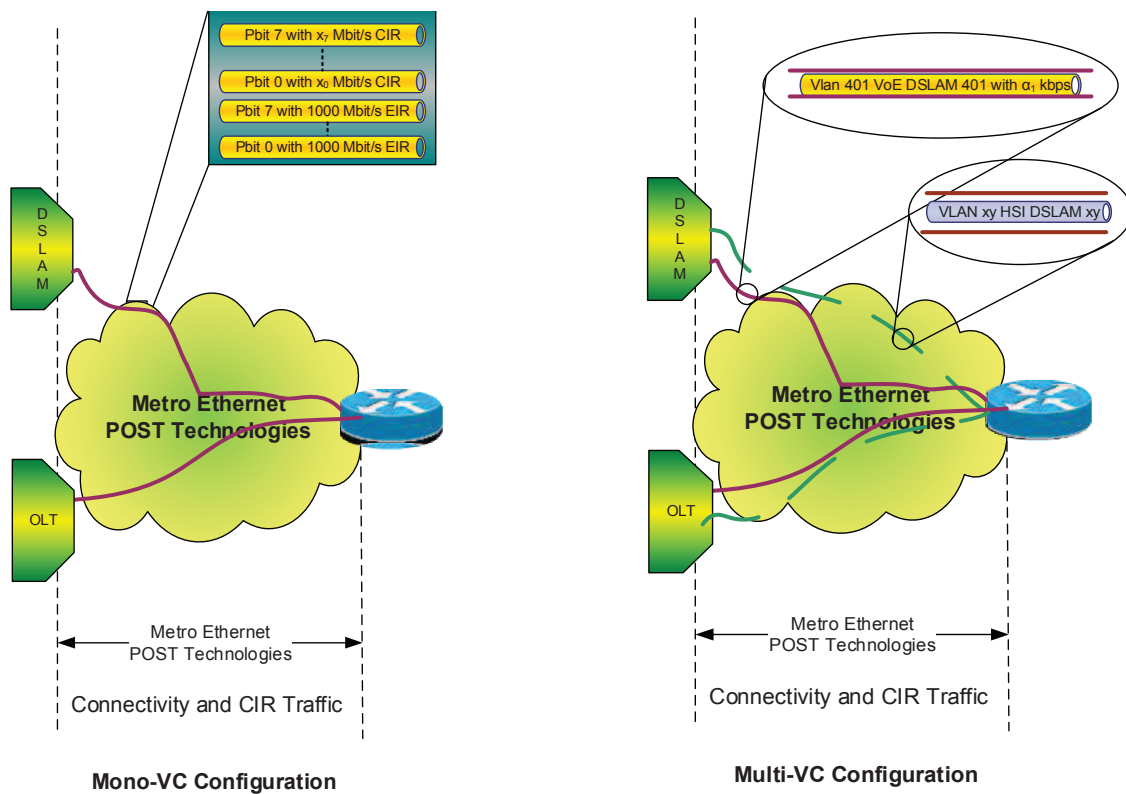 Pbit 7 with x₇ Mbit/s CIR
Pbit 0 with x₀ Mbit/s CIR
Pbit 7 with 1000 Mbit/s EIR
Pbit 0 with 1000 Mbit/s EIR
DSLAM
Metro Ethernet
POST Technologies
OLT
Metro Ethernet
POST Technologies
Connectivity and CIR Traffic
Mono-VC Configuration
Vlan 401 VoE DSLAM 401 with α₁ kbps
VLAN xy HSI DSLAM xy
DSLAM
Metro Ethernet
POST Technologies
OLT
Metro Ethernet
POST Technologies
Connectivity and CIR Traffic
Multi-VC Configuration